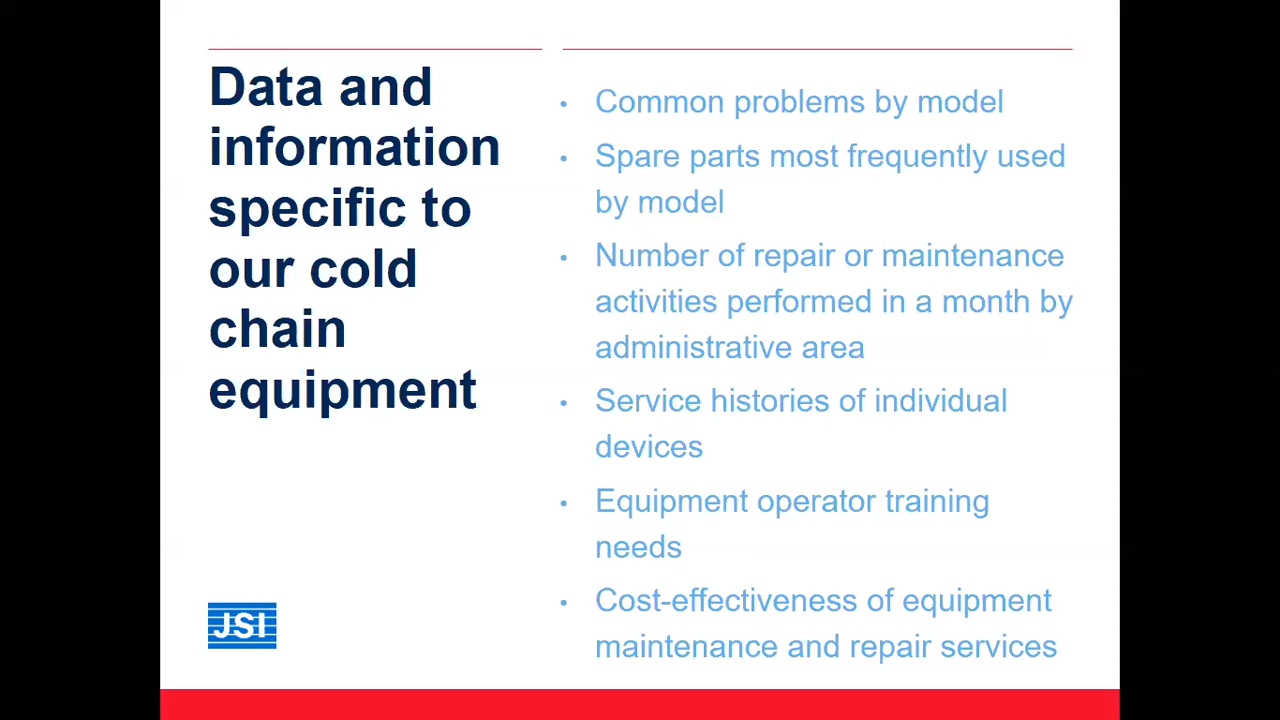 Data and
information
specific to
our cold
chain
equipment
• Common problems by model
• Spare parts most frequently used
by model
• Number of repair or maintenance
activities performed in a month by
administrative area
• Service histories of individual
devices
• Equipment operator training
needs
• Cost-effectiveness of equipment
maintenance and repair services
JSI